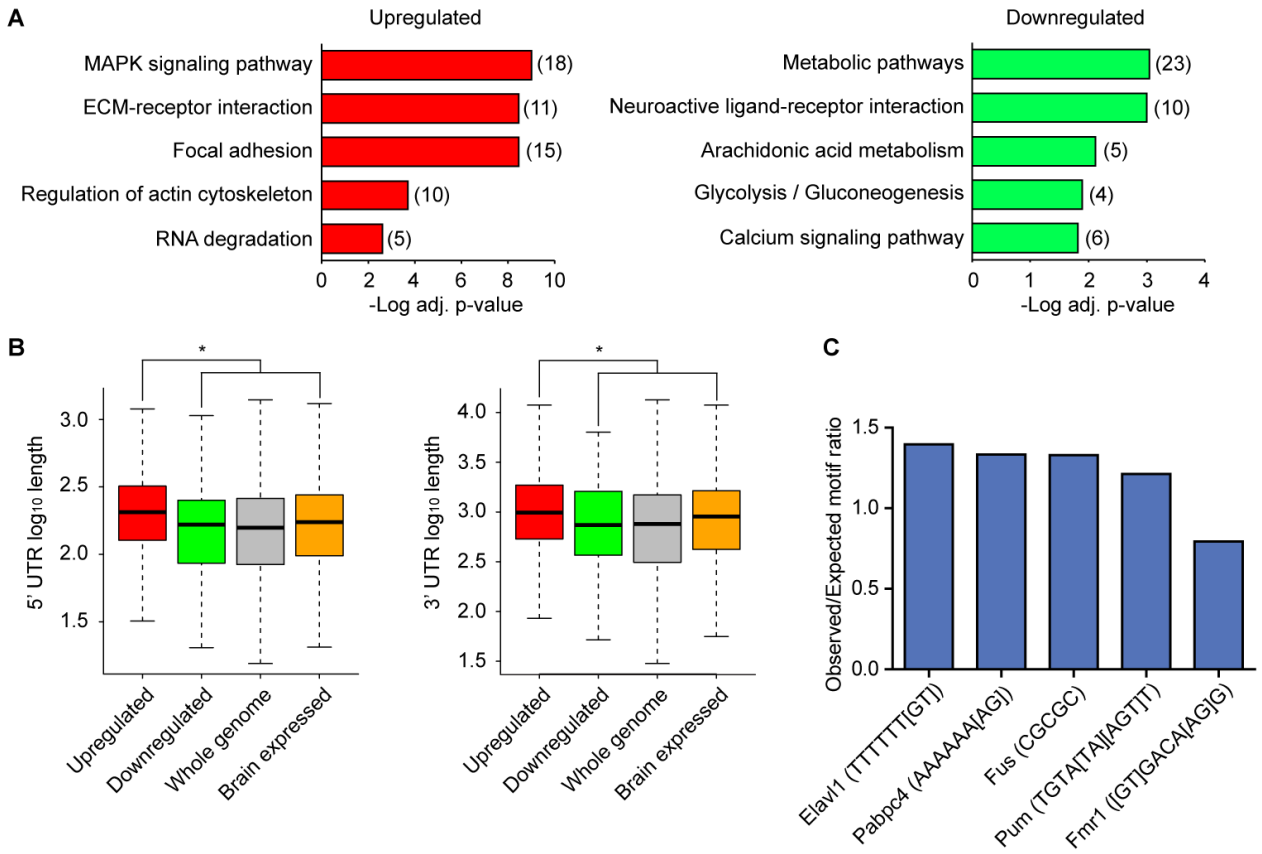 A
Upregulated
MAPK signaling pathway (18)
ECM-receptor interaction (11)
Focal adhesion (15)
Regulation of actin cytoskeleton (10)
RNA degradation (5)
0 2 4 6 8 10
-Log adj. p-value
Downregulated
Metabolic pathways (23)
Neuroactive ligand-receptor interaction (10)
Arachidonic acid metabolism (5)
Glycolysis / Gluconeogenesis (4)
Calcium signaling pathway (6)
0 1 2 3 4
-Log adj. p-value
B
*
5' UTR log10 length
3.0
2.5
2.0
1.5
Upregulated
Downregulated
Whole genome
Brain expressed
*
3' UTR log10 length
4.0
3.5
3.0
2.5
2.0
1.5
Upregulated
Downregulated
Whole genome
Brain expressed
C
Observed/Expected motif ratio
1.5
1.0
0.5
0.0
Elavl1 (TTTTTT[GT])
Pabpc4 (AAAAA[AG])
Fus (CGCGC)
Pum (TGTA[TA][AGT]T)
Fmr1 ([GT]GACA[AG]G)